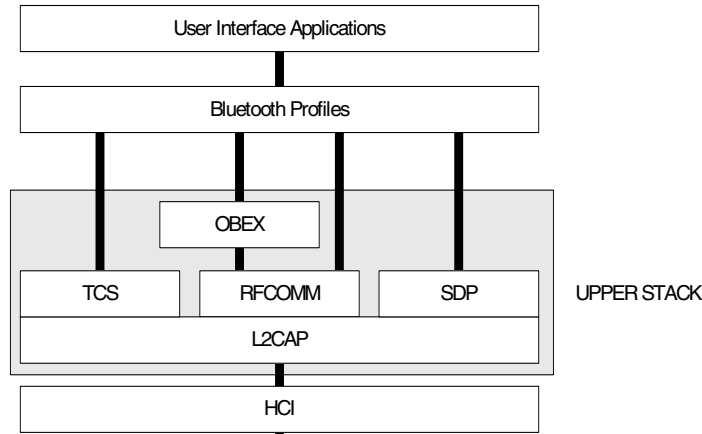 User Interface Applications
Bluetooth Profiles
OBEX
TCS
RFCOMM
SDP
UPPER STACK
L2CAP
HCI